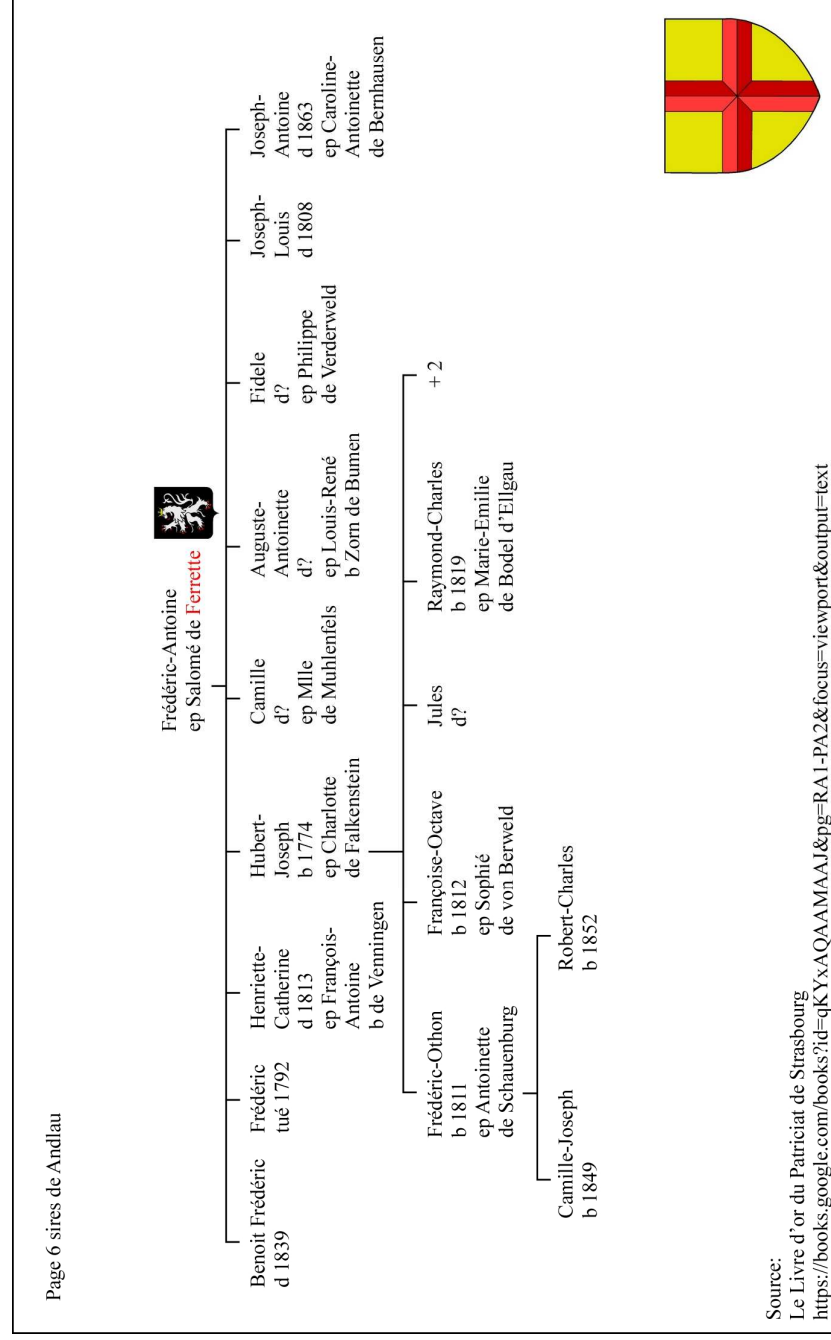 Page 6 sires de Andlau
Frédéric-Antoine
ep Salomé de Ferrette
Benoit Frédéric
d 1839
Frédéric
tué 1792
Henriette-
Catherine
d 1813
ep François-
Antoine
b de Venningen
Hubert-
Joseph
b 1774
ep Charlotte
de Falkenstein
Camille
d?
ep Mlle
de Muhlenfels
Auguste-
Antoinette
d?
ep Louis-René
b Zorn de Bumen
Fidele
d?
ep Philippe
de Verderweld
Joseph-
Louis
d 1808
Joseph-
Antoine
d 1863
ep Caroline-
Antoinette
de Bernhausen
Frédéric-Othon
b 1811
ep Antoinette
de Schauenburg
Françoise-Octave
b 1812
ep Sophié
de von Berweld
Jules
d?
Raymond-Charles
b 1819
ep Marie-Emilie
de Bodel d'Ellgau
+ 2
Camille-Joseph
b 1849
Robert-Charles
b 1852
Source:
Le Livre d'or du Patriciat de Strasbourg
https://books.google.com/books?id=qKYxAQAAMAAJ&pg=RA1-PA2&focus=viewport&output=text